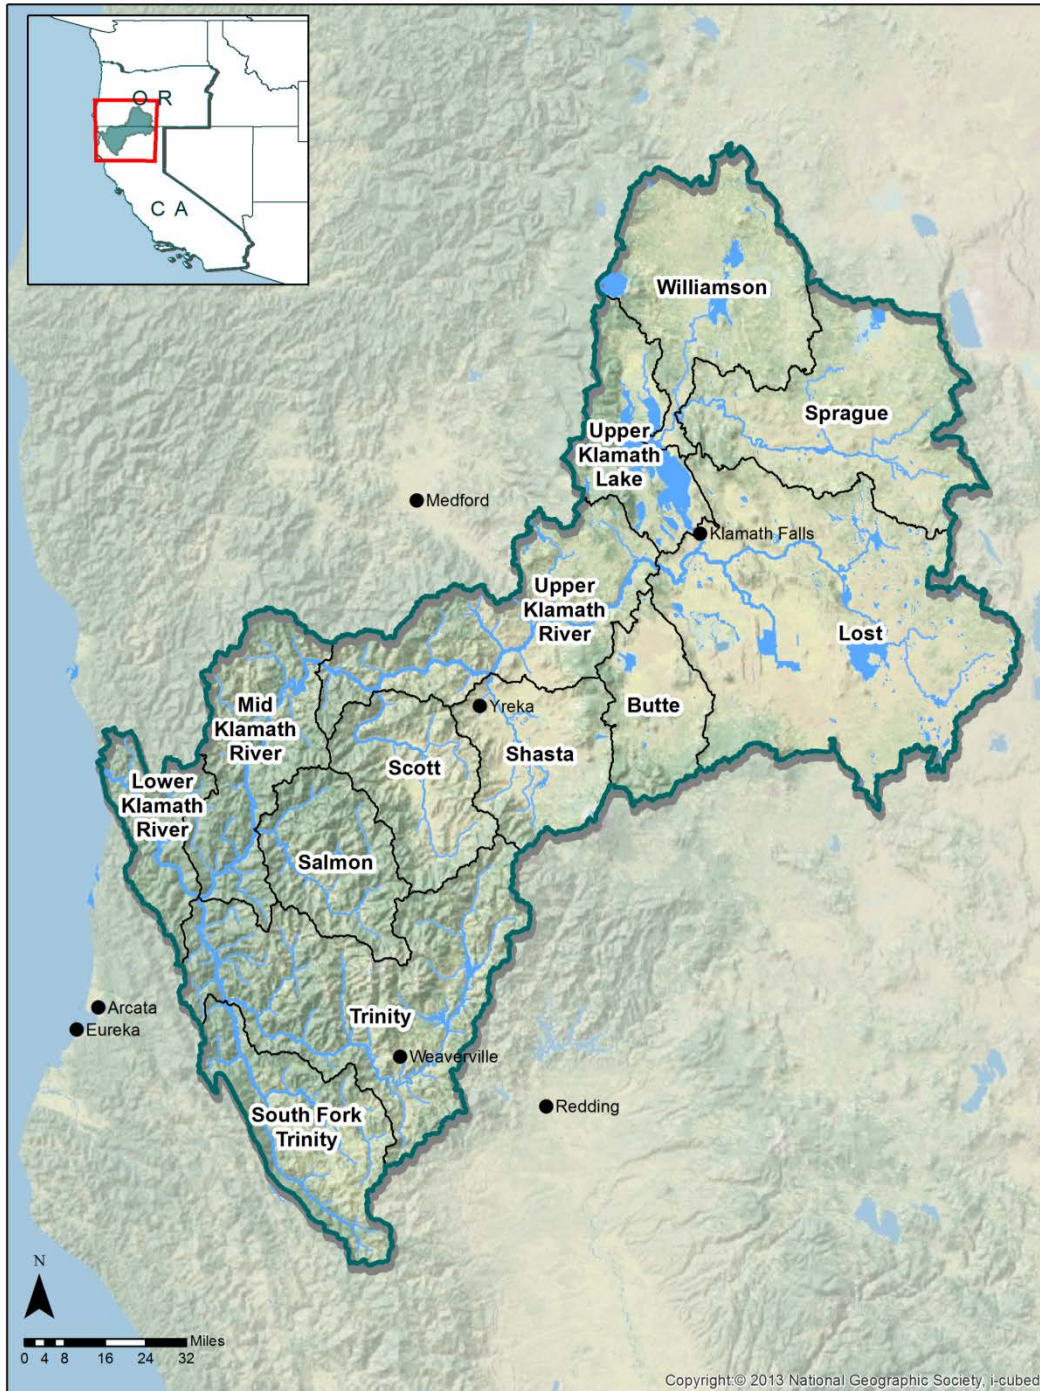 O R
C A
Williamson
Sprague
Upper
Klamath
Lake
Medford
Klamath Falls
Upper
Klamath
River
Lost
Mid
Klamath
River
Yreka
Butte
Shasta
Scott
Lower
Klamath
River
Salmon
Arcata
Eureka
Trinity
Weaverville
South Fork
Trinity
Redding
N
Miles
0 4 8 16 24 32
Copyright:© 2013 National Geographic Society, i-cubed